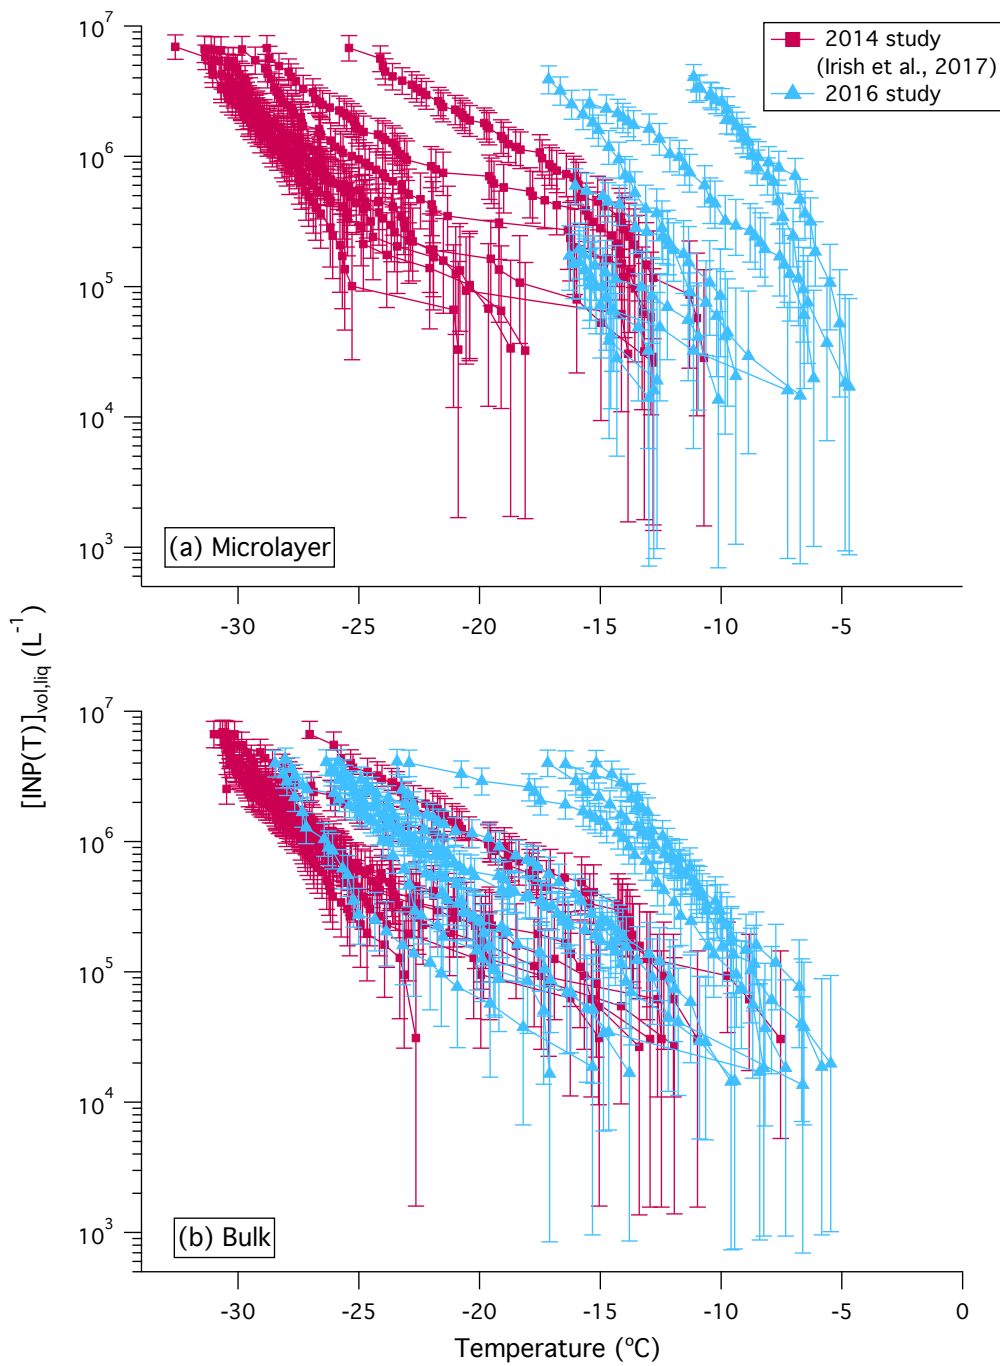 10^7
10^6
10^5
10^4
10^3
2014 study
(Irish et al., 2017)
2016 study
(a) Microlayer
-30 -25 -20 -15 -10 -5
[INP(T)]_vol,liq (L^-1)
10^7
10^6
10^5
10^4
10^3
(b) Bulk
-30 -25 -20 -15 -10 -5 0
Temperature (ºC)